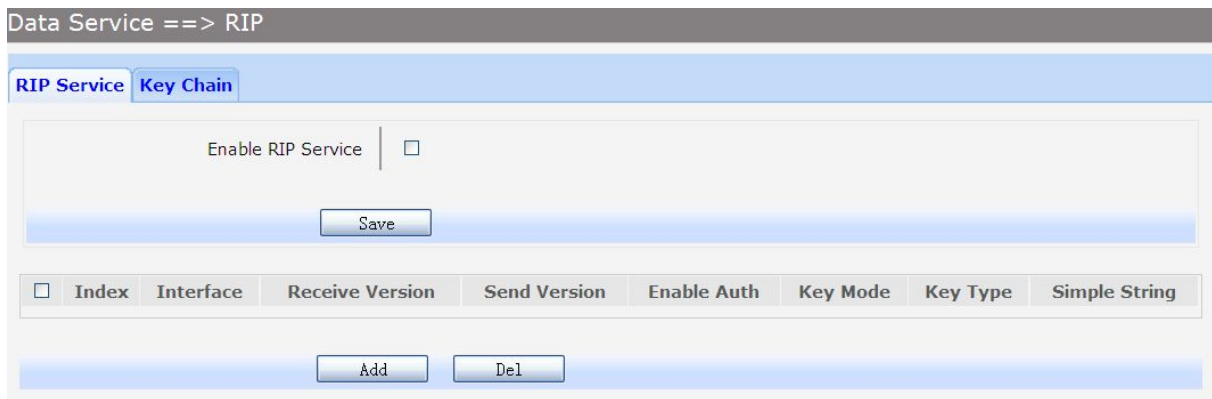 Data Service ==> RIP
RIP Service Key Chain
Enable RIP Service
Save
Index Interface Receive Version Send Version Enable Auth Key Mode Key Type Simple String
Add Del